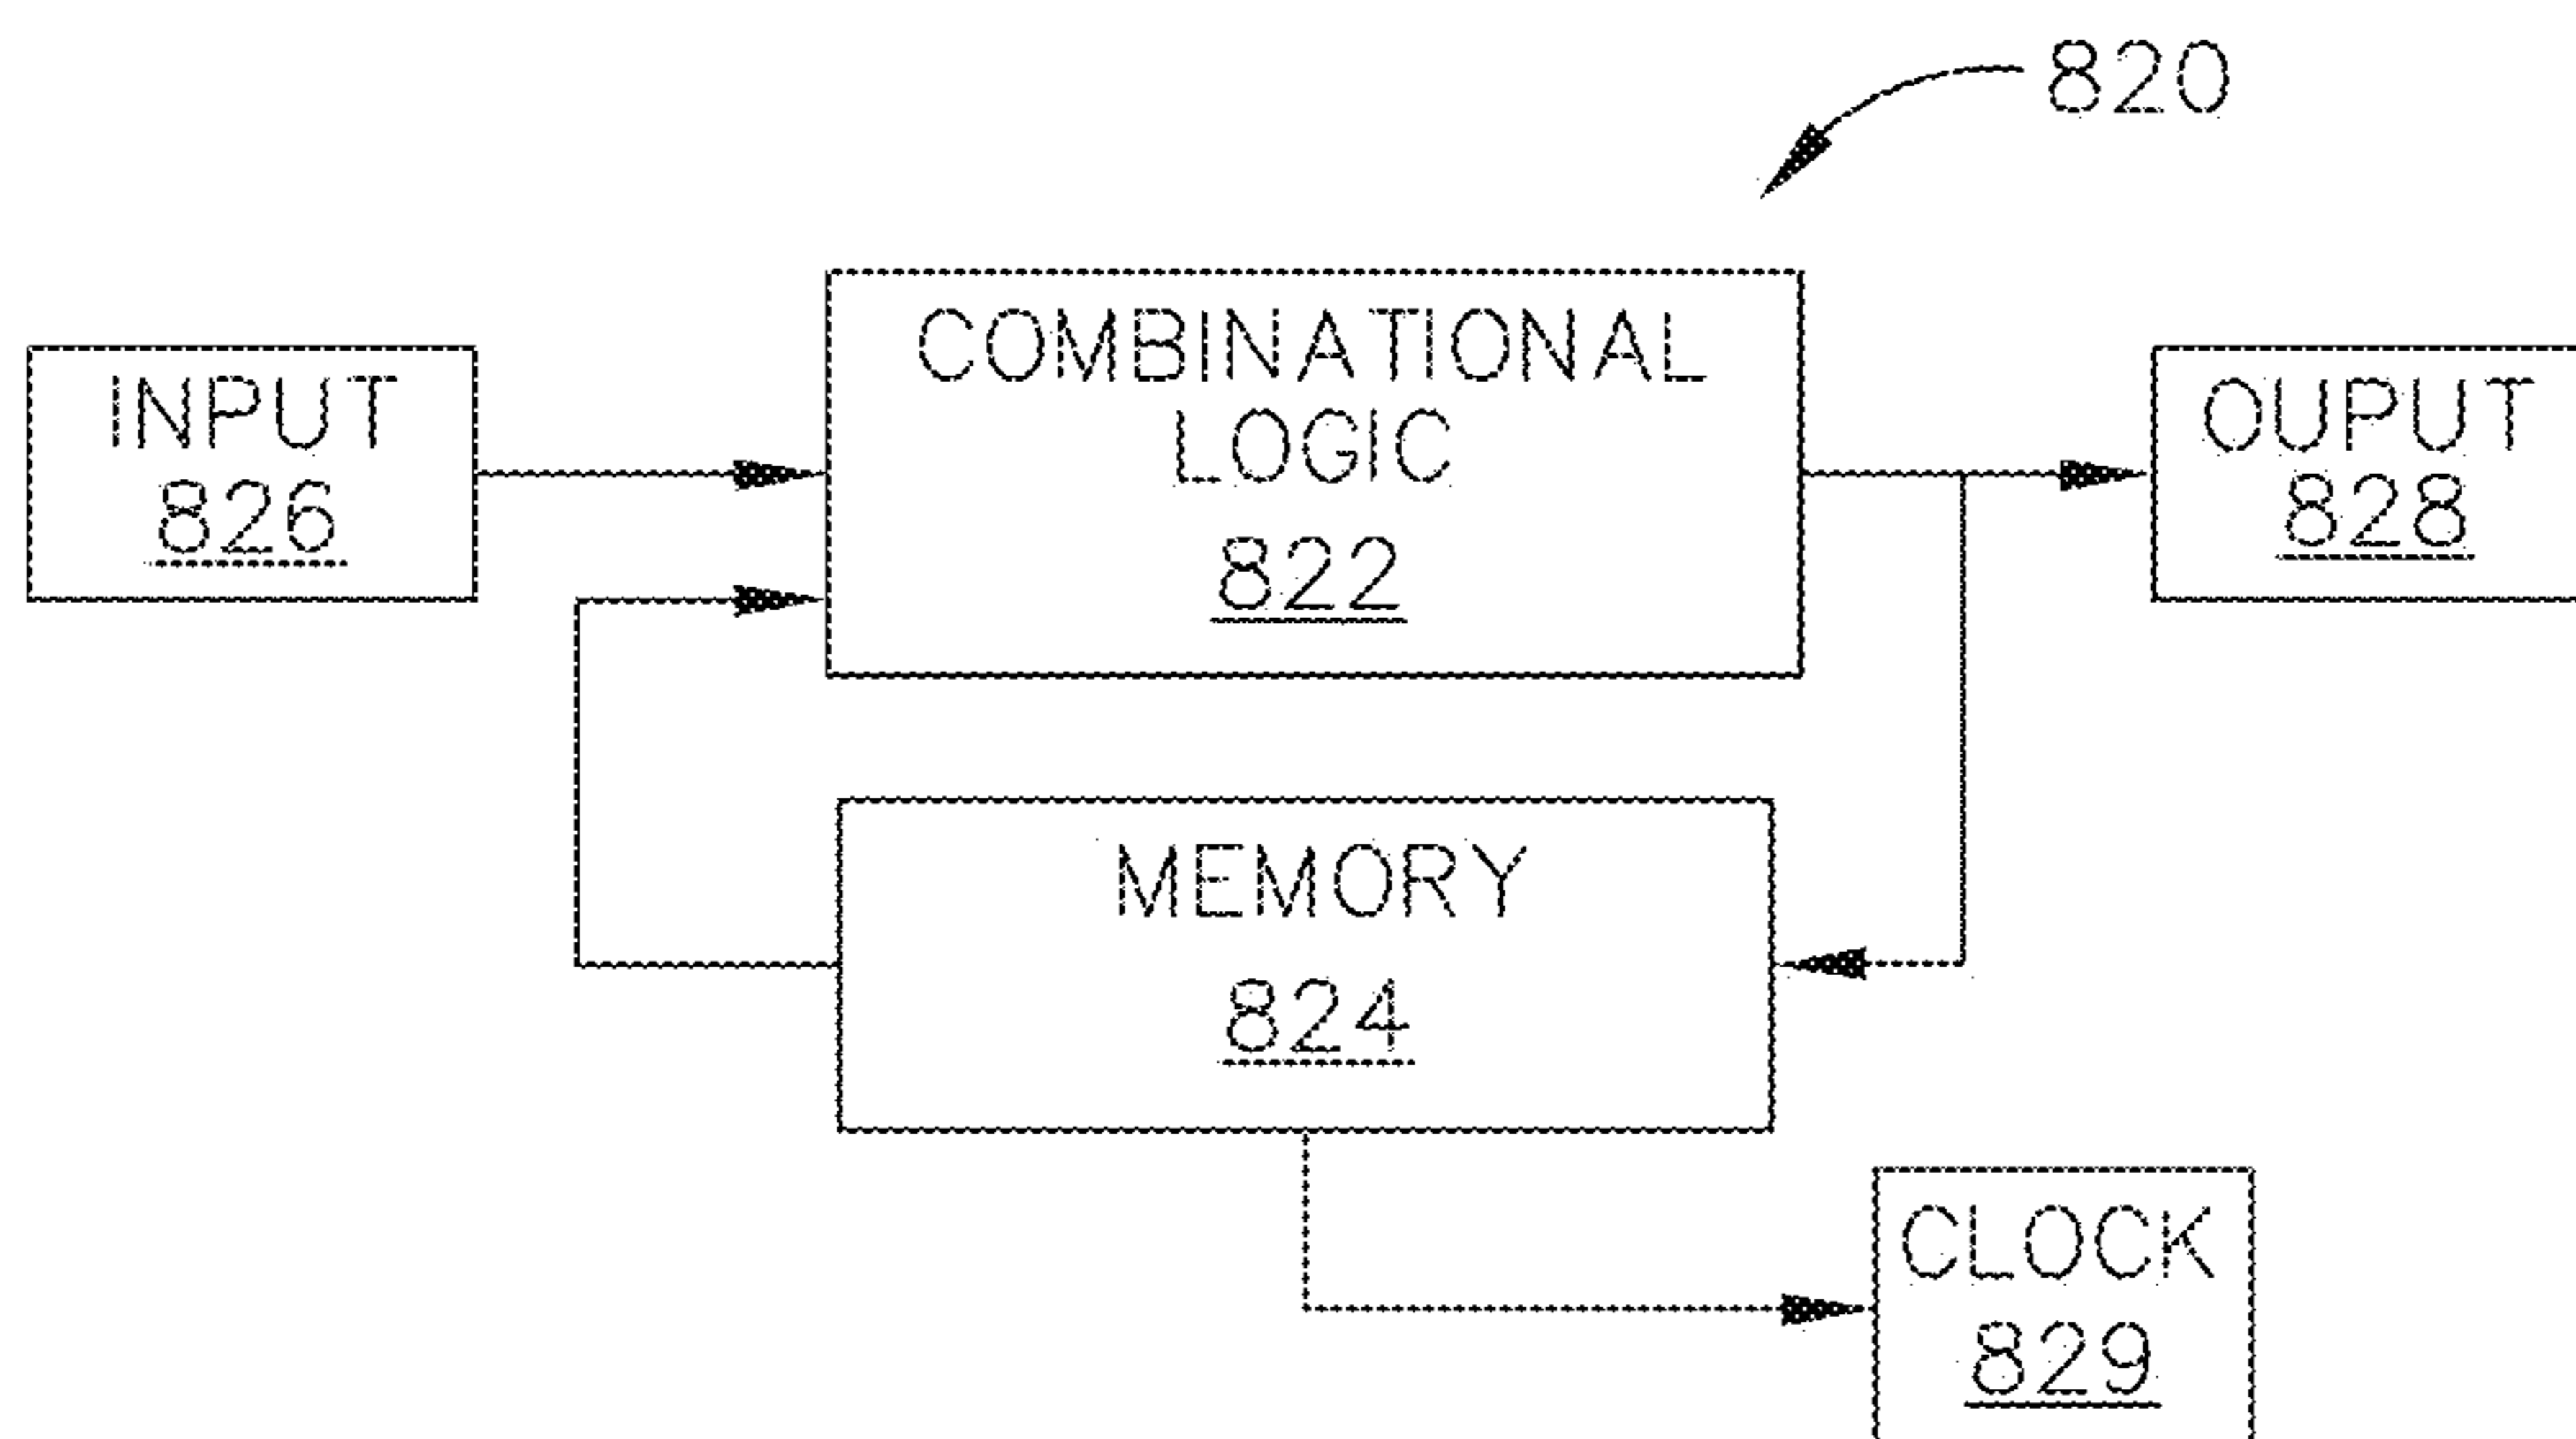 820
COMBINATIONAL
LOGIC
822
INPUT
826
OUPUT
828
MEMORY
824
CLOCK
829